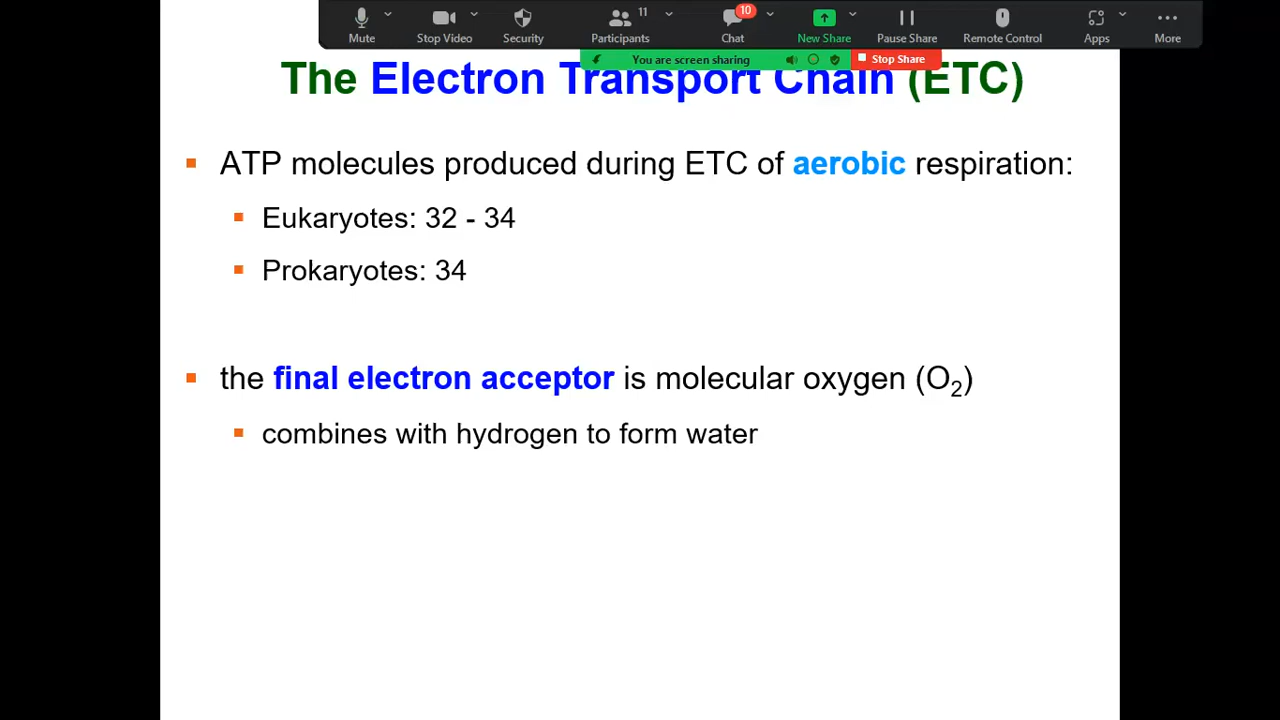 11
10
Mute
Stop Video
Security
Participants
Chat
New Share
Pause Share
Remote Control
Apps
More
You are screen sharing
Stop Share
The Electron Transport Chain (ETC)
ATP molecules produced during ETC of aerobic respiration:
Eukaryotes: 32 - 34
Prokaryotes: 34
the final electron acceptor is molecular oxygen (O₂)
combines with hydrogen to form water